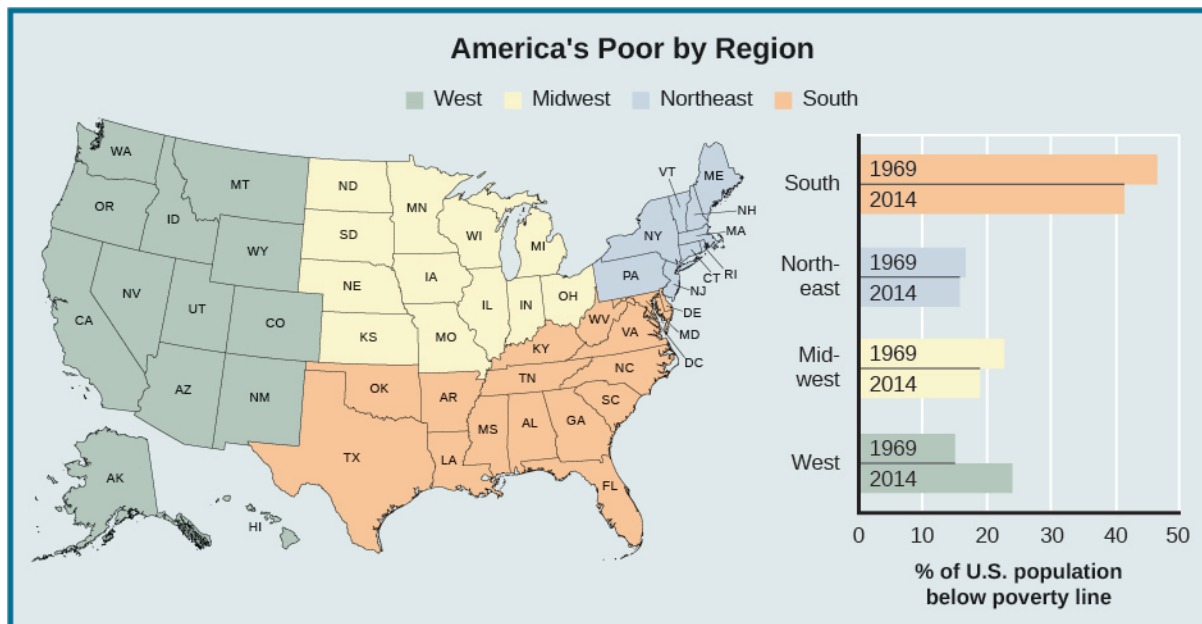 America's Poor by Region
West Midwest Northeast South
WA
MT
OR
ID
WY
NV
UT
CO
CA
AZ
NM
AK
HI
ND
MN
SD
WI
MI
NE
IA
IL
IN
OH
KS
MO
VT
ME
NH
NY
MA
PA
CT
RI
NJ
DE
MD
DC
WV
VA
KY
NC
TN
SC
OK
AR
MS
AL
GA
TX
LA
FL
South
1969
2014
North-
east
1969
2014
Mid-
west
1969
2014
West
1969
2014
0 10 20 30 40 50
% of U.S. population
below poverty line